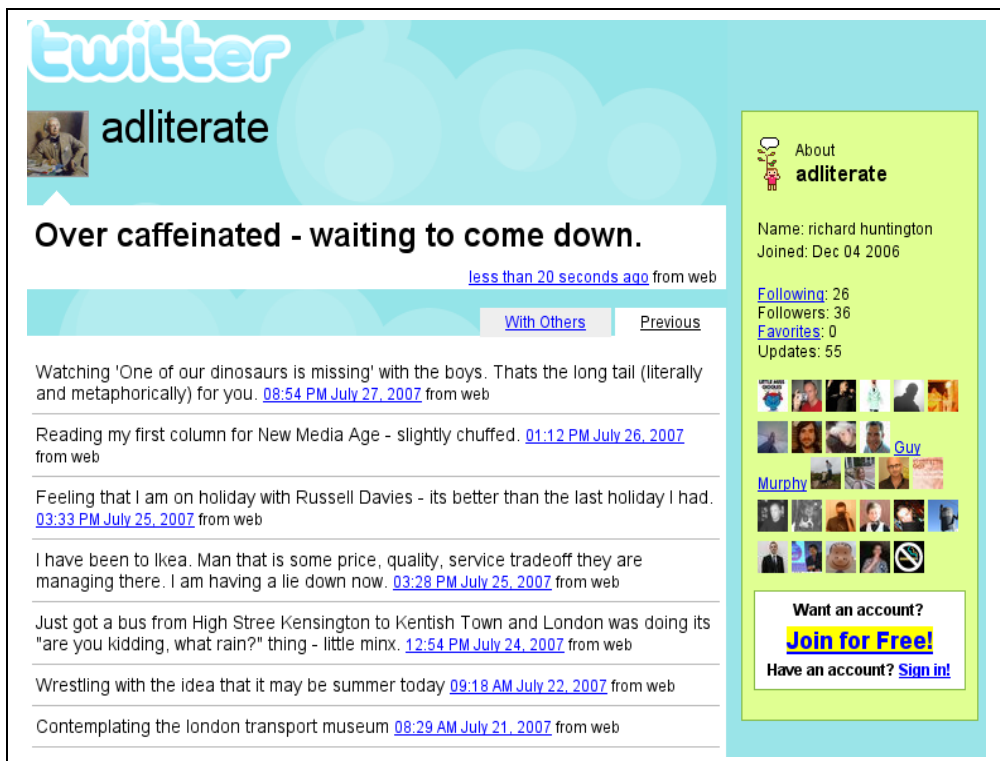 twitter
adliterate
Over caffeinated - waiting to come down.
less than 20 seconds ago from web
With Others
Previous
Watching 'One of our dinosaurs is missing' with the boys. Thats the long tail (literally
and metaphorically) for you. 08:54 PM July 27, 2007 from web
Reading my first column for New Media Age - slightly chuffed. 01:12 PM July 26, 2007
from web
Feeling that I am on holiday with Russell Davies - its better than the last holiday I had.
03:33 PM July 25, 2007 from web
I have been to Ikea. Man that is some price, quality, service tradeoff they are
managing there. I am having a lie down now. 03:28 PM July 25, 2007 from web
Just got a bus from High Stree Kensington to Kentish Town and London was doing its
"are you kidding, what rain?" thing - little minx. 12:54 PM July 24, 2007 from web
Wrestling with the idea that it may be summer today 09:18 AM July 22, 2007 from web
Contemplating the london transport museum 08:29 AM July 21, 2007 from web
About
adliterate
Name: richard huntington
Joined: Dec 04 2006
Following: 26
Followers: 36
Favorites: 0
Updates: 55
Guy
Murphy
Want an account?
Join for Free!
Have an account? Sign in!